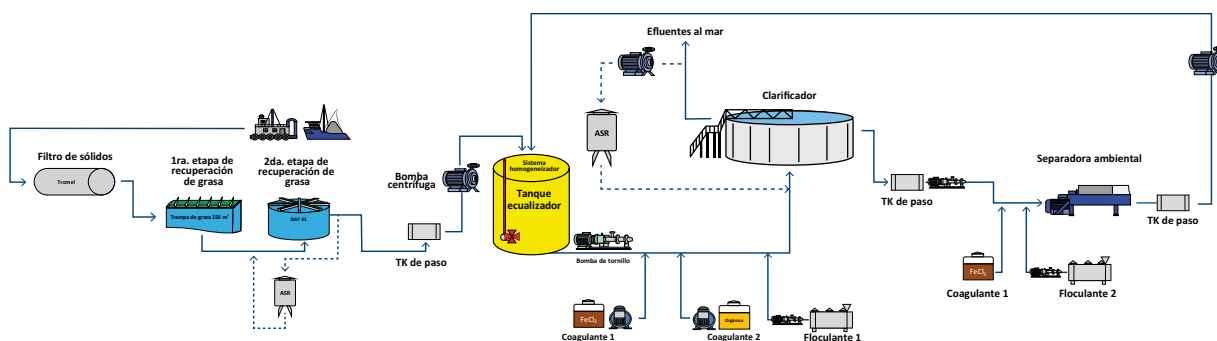 Efluentes al mar
Clarificador
ASR
Filtro de sólidos
Tromel
1ra. etapa de
recuperación
de grasa
2da. etapa de
recuperación de
grasa
Trampa de grasa 150 m³
DAF 01
ASR
Bomba
centrifuga
TK de paso
Sistema
homogeneizador
Tanque
ecualizador
Bomba de tornillo
FeCl₃
Coagulante 1
Orgánico
Coagulante 2
Floculante 1
TK de paso
Separadora ambiental
TK de paso
FeCl₃
Coagulante 1
Floculante 2